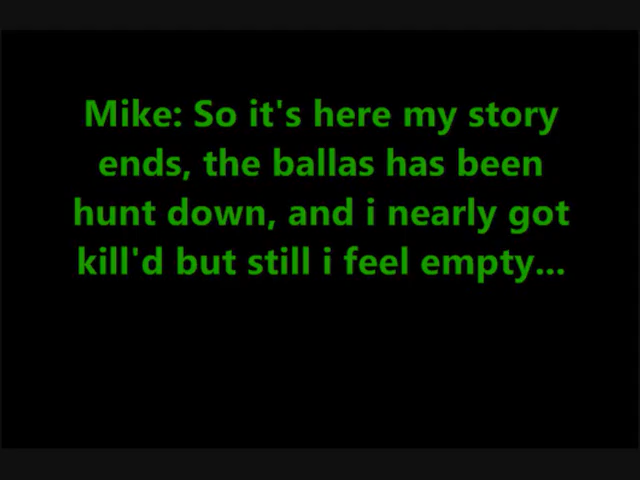 Mike: So it's here my story
ends, the ballas has been
hunt down, and i nearly got
kill'd but still i feel empty...